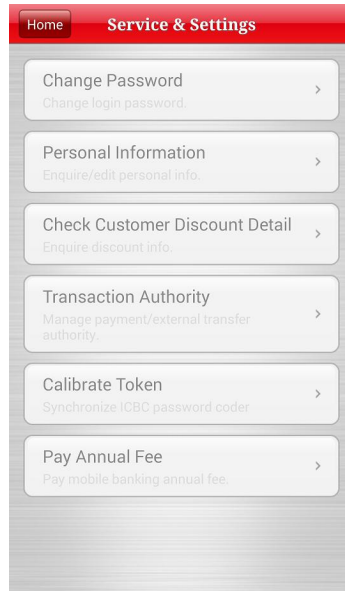 Home
Service & Settings
Change Password
Change login password.
Personal Information
Enquire/edit personal info.
Check Customer Discount Detail
Enquire discount info.
Transaction Authority
Manage payment/external transfer
authority.
Calibrate Token
Synchronize ICBC password coder
Pay Annual Fee
Pay mobile banking annual fee.